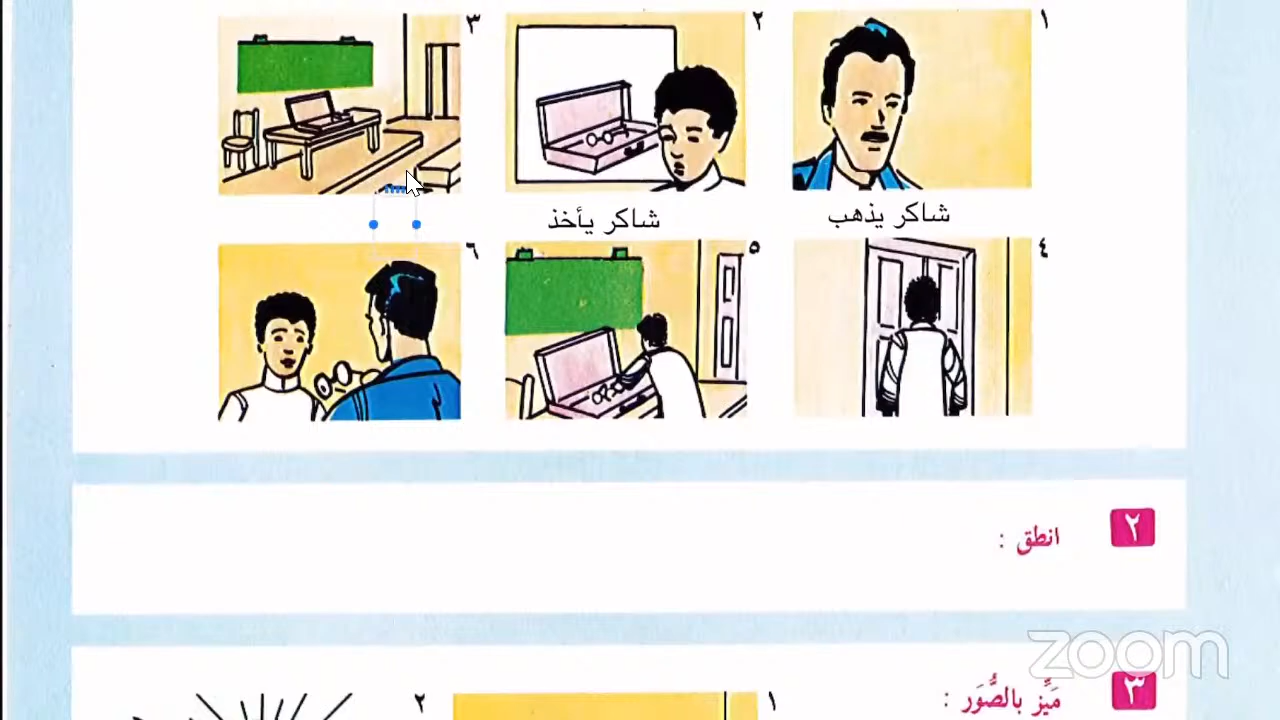 ١ ٢ ٣
شاكر يذهب
شاكر يأخذ
٤ ٥ ٦
٢ انطق :
zoom
٣ مَيِّز بالصُّوَر :
١ ٢